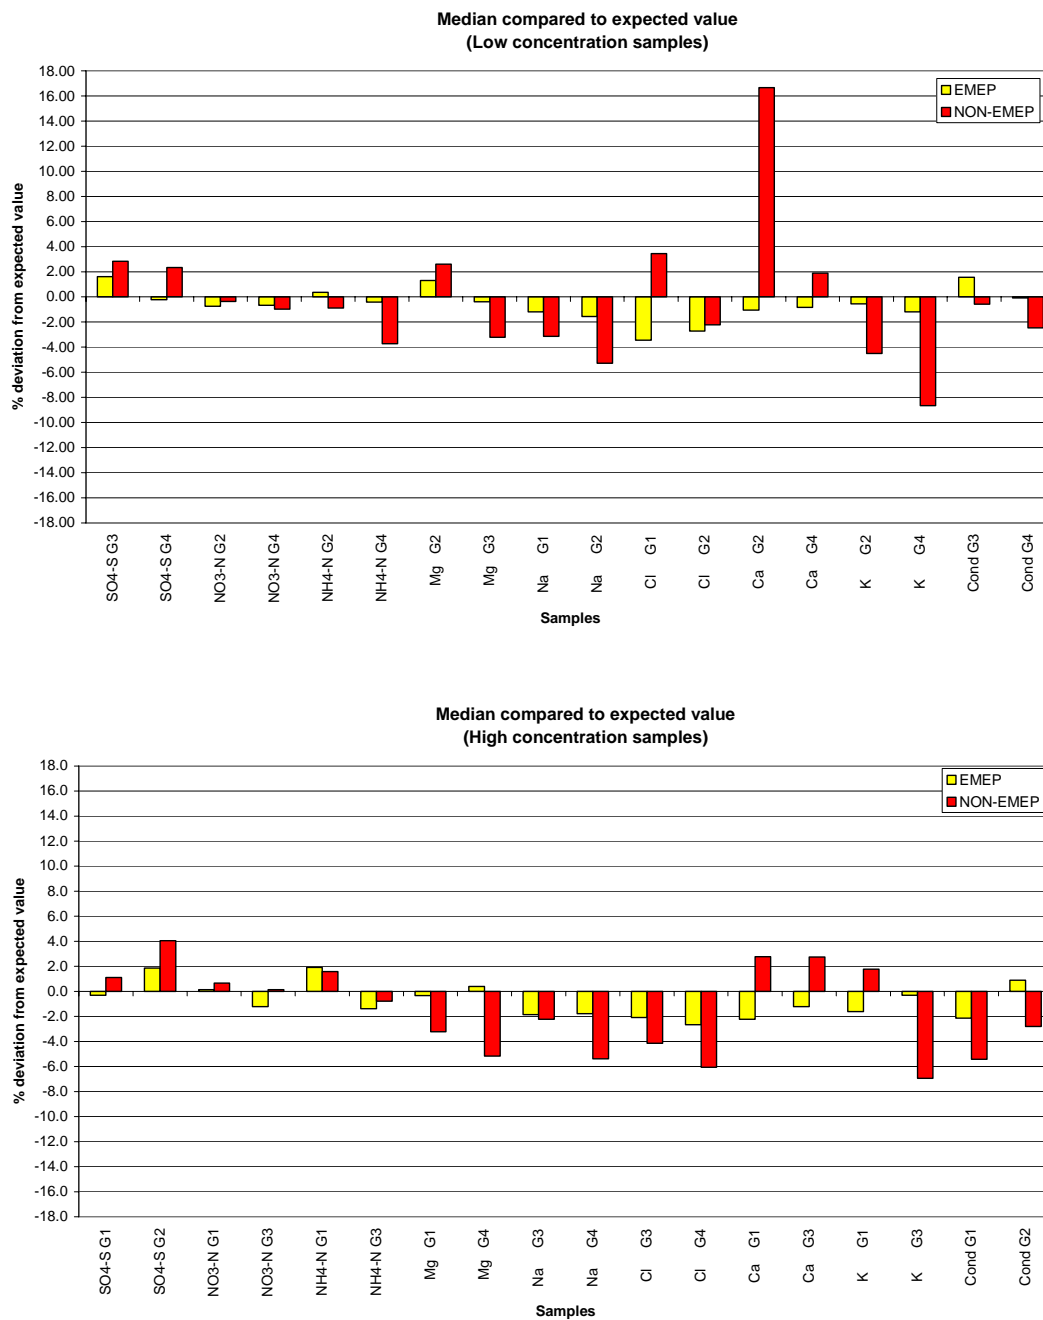 Median compared to expected value
(Low concentration samples)
18.00
16.00
14.00
12.00
10.00
8.00
6.00
4.00
2.00
0.00
-2.00
-4.00
-6.00
-8.00
-10.00
-12.00
-14.00
-16.00
-18.00
% deviation from expected value
EMEP
NON-EMEP
SO4-S G3
SO4-S G4
NO3-N G2
NO3-N G4
NH4-N G2
NH4-N G4
Mg G2
Mg G3
Na G1
Na G2
Cl G1
Cl G2
Ca G2
Ca G4
K G2
K G4
Cond G3
Cond G4
Samples
Median compared to expected value
(High concentration samples)
18.0
16.0
14.0
12.0
10.0
8.0
6.0
4.0
2.0
0.0
-2.0
-4.0
-6.0
-8.0
-10.0
-12.0
-14.0
-16.0
-18.0
% deviation from expected value
EMEP
NON-EMEP
SO4-S G1
SO4-S G2
NO3-N G1
NO3-N G3
NH4-N G1
NH4-N G3
Mg G1
Mg G4
Na G3
Na G4
Cl G3
Cl G4
Ca G1
Ca G3
K G1
K G3
Cond G1
Cond G2
Samples